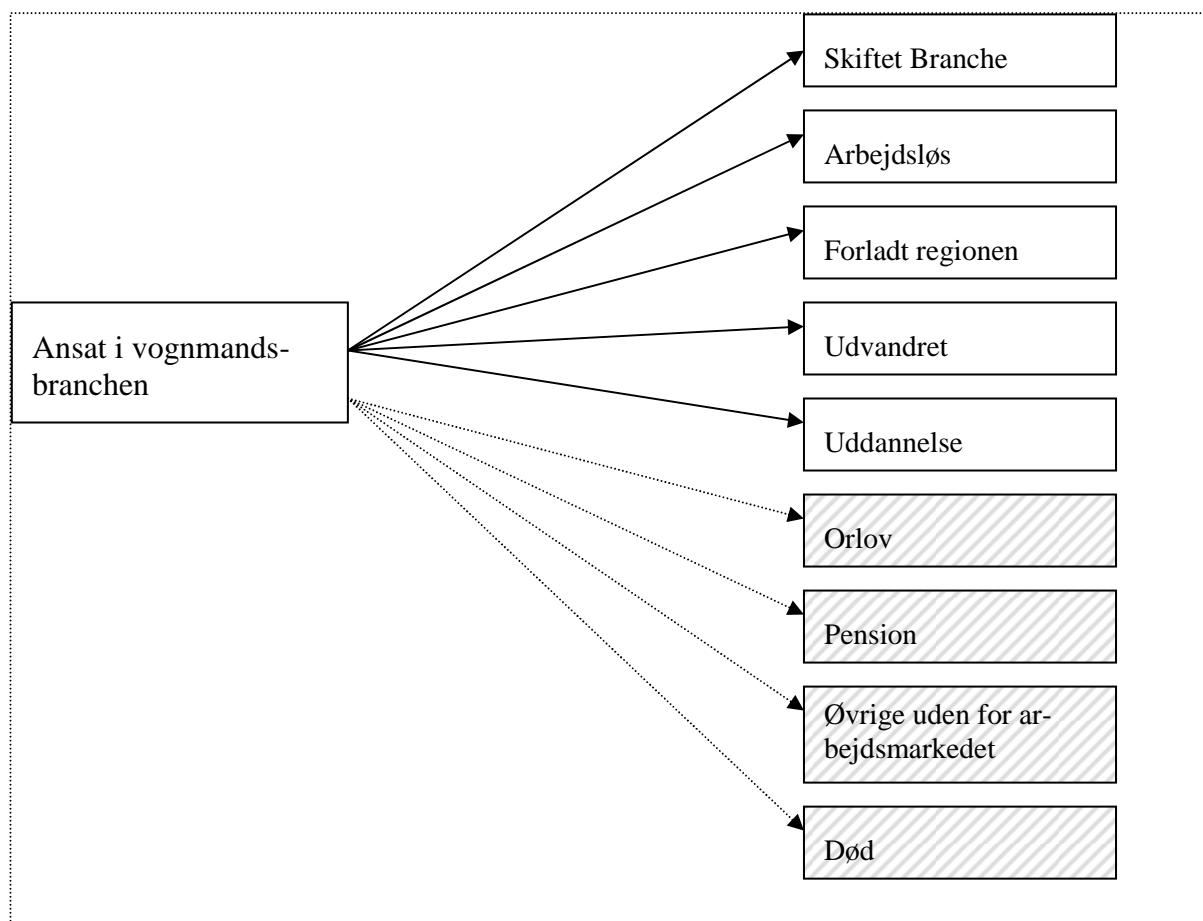 Skiftet Branche
Arbejdsløs
Forladt regionen
Udvandret
Ansat i vognmands-
branchen
Uddannelse
Orlov
Pension
Øvrige uden for ar-
bejdsmarkedet
Død